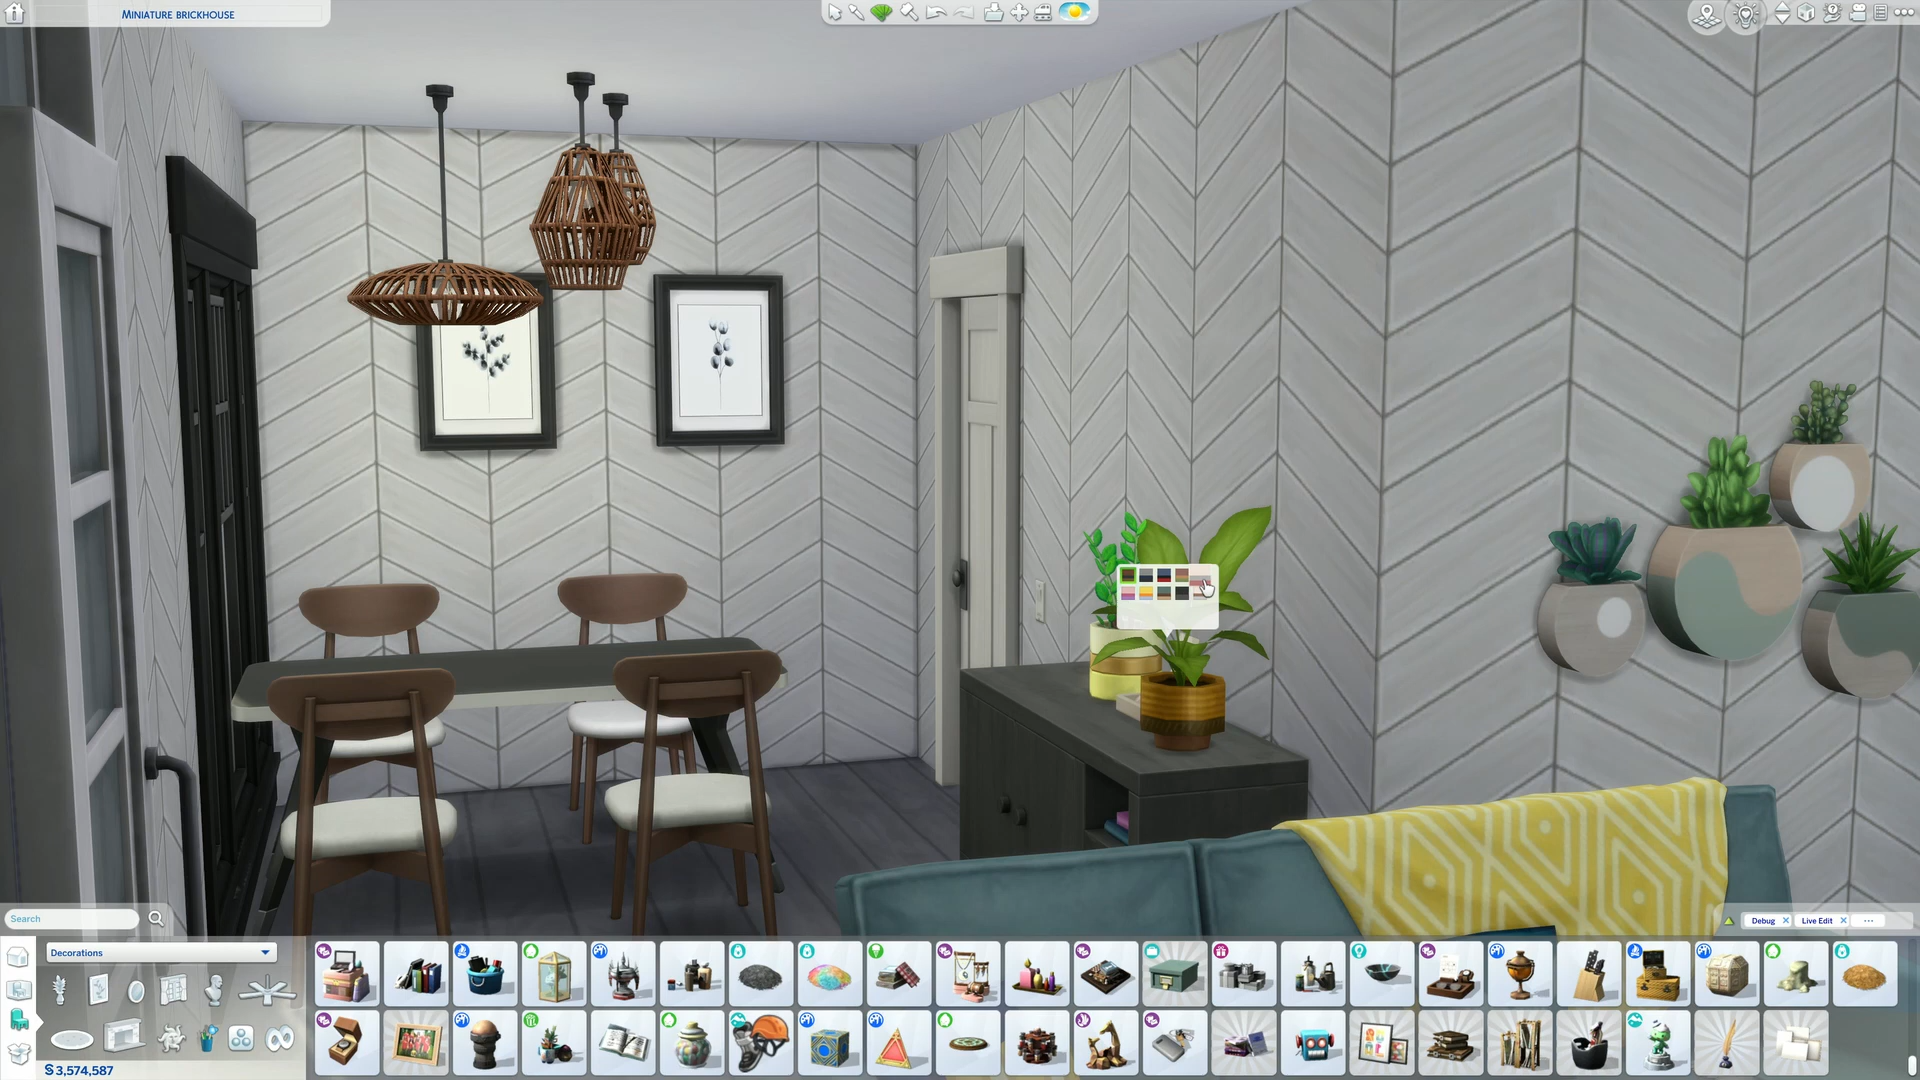 Miniature brickhouse
Search
Debug
Live Edit
Decorations
§3,574,587